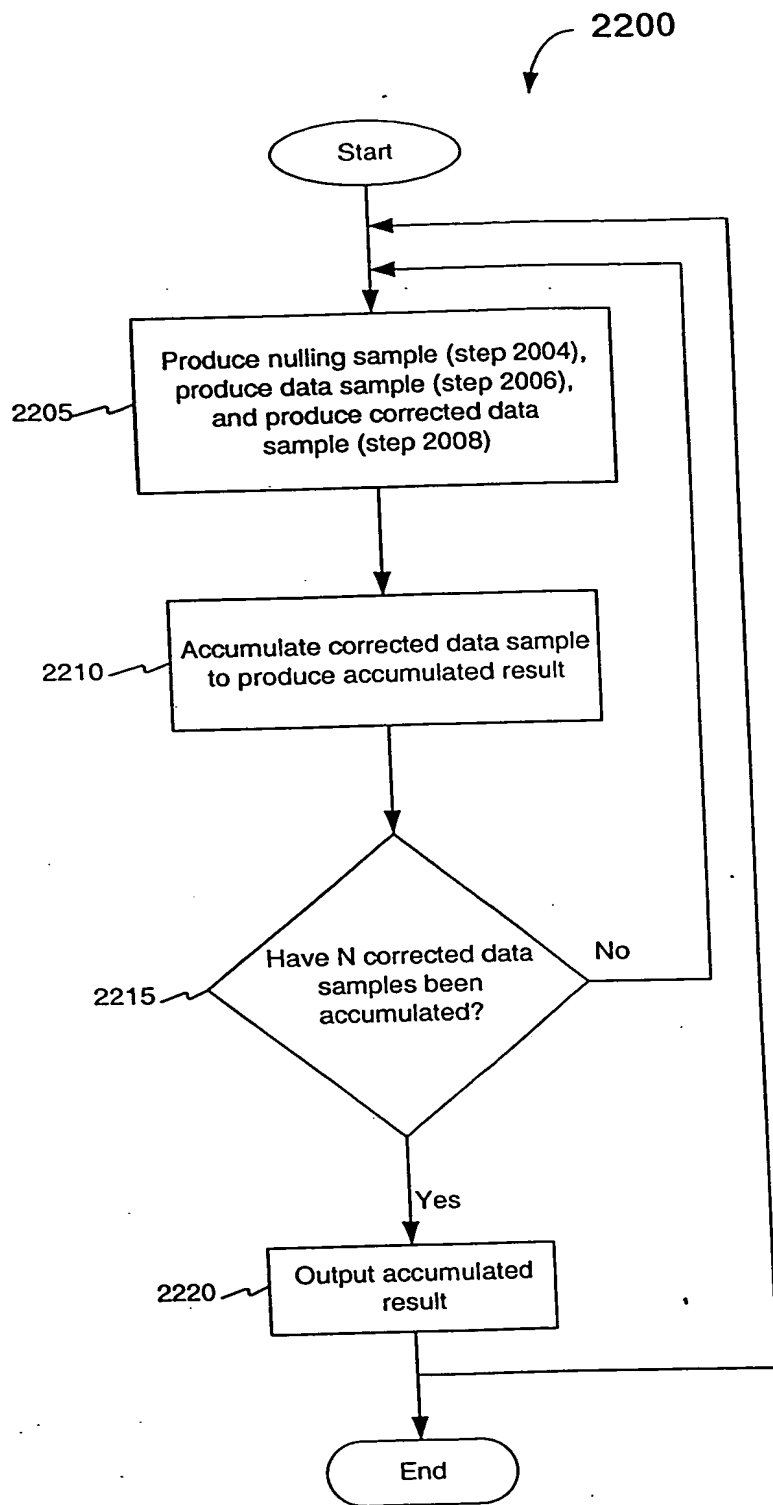 2200
Start
2205
Produce nulling sample (step 2004),
produce data sample (step 2006),
and produce corrected data
sample (step 2008)
2210
Accumulate corrected data sample
to produce accumulated result
2215
Have N corrected data
samples been
accumulated?
No
Yes
2220
Output accumulated
result
End